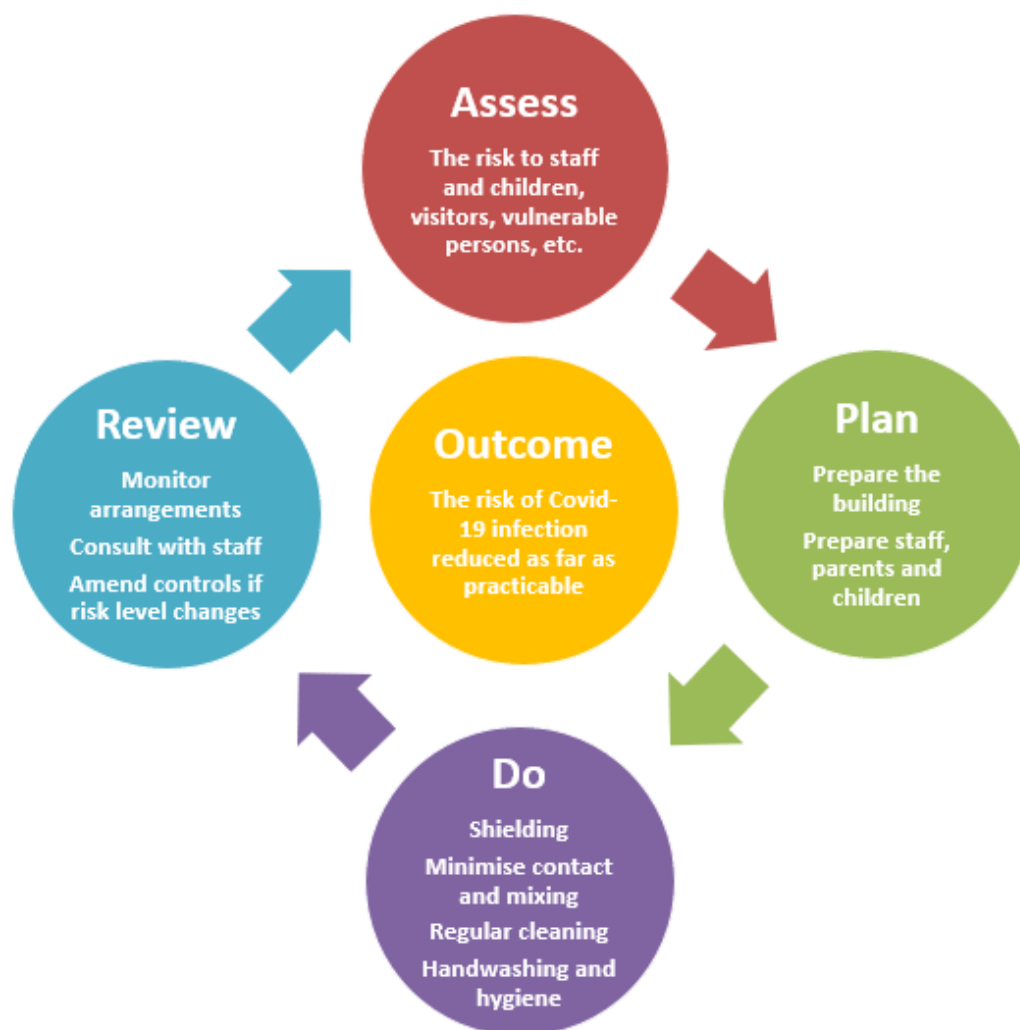 Assess
The risk to staff
and children,
visitors, vulnerable
persons, etc.
Review
Monitor
arrangements
Consult with staff
Amend controls if
risk level changes
Outcome
The risk of Covid-
19 infection
reduced as far as
practicable
Plan
Prepare the
building
Prepare staff,
parents and
children
Do
Shielding
Minimise contact
and mixing
Regular cleaning
Handwashing and
hygiene